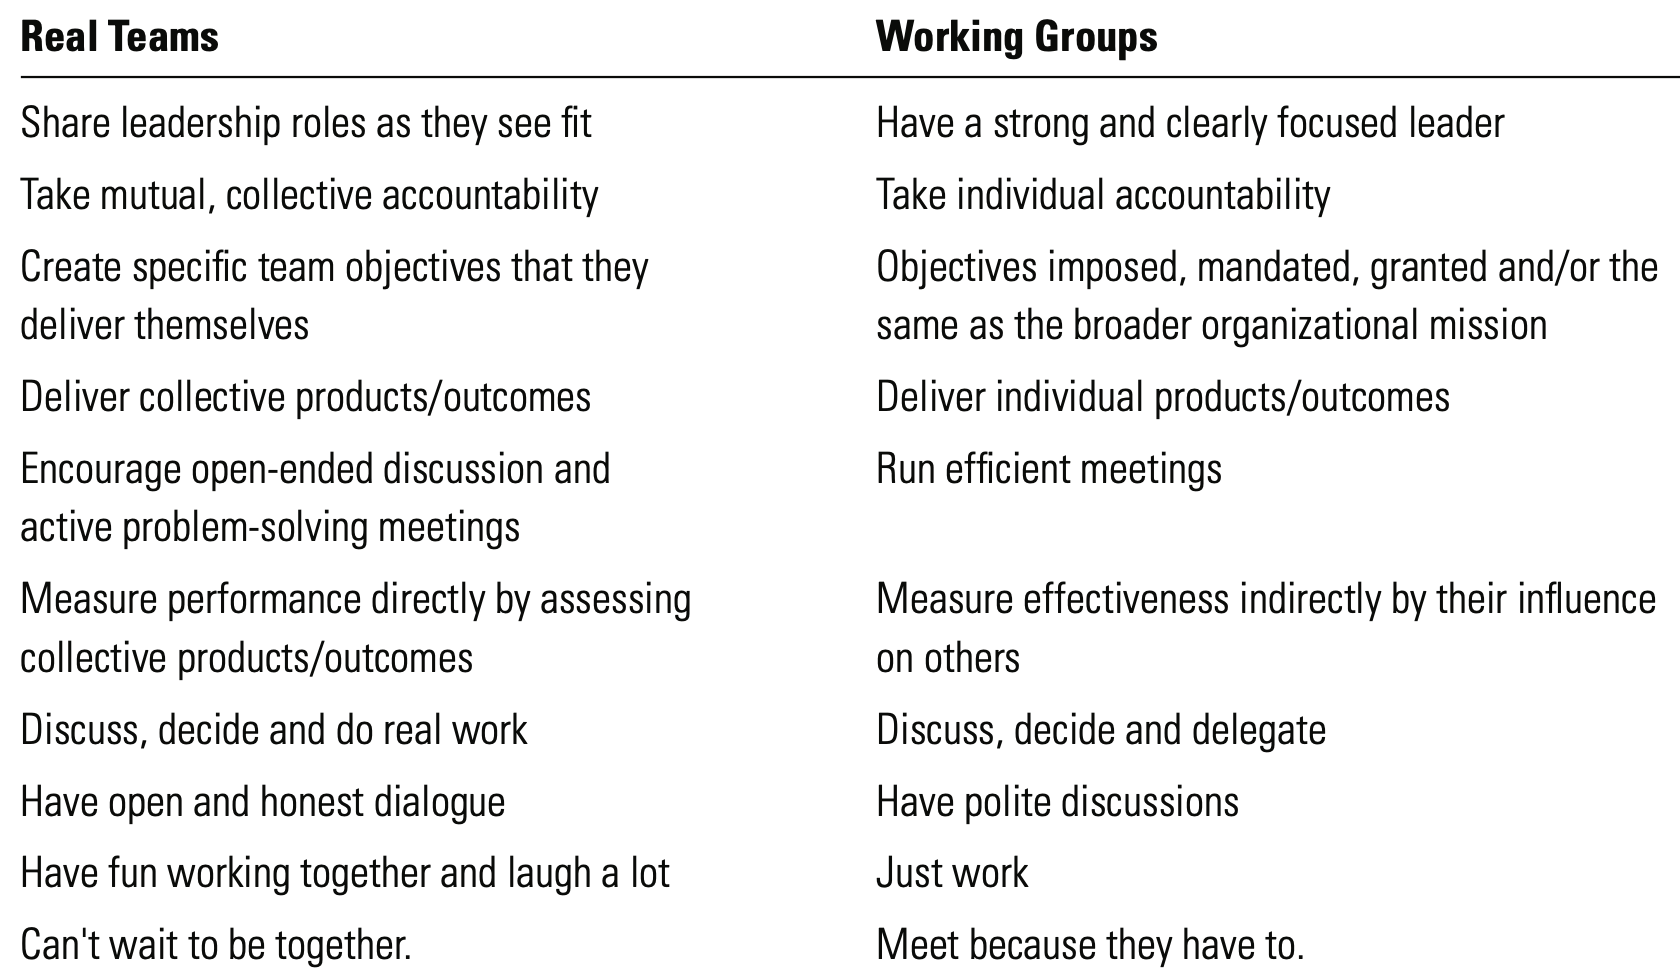 Real Teams Working Groups
Share leadership roles as they see fit Have a strong and clearly focused leader
Take mutual, collective accountability Take individual accountability
Create specific team objectives that they Objectives imposed, mandated, granted and/or the
deliver themselves same as the broader organizational mission
Deliver collective products/outcomes Deliver individual products/outcomes
Encourage open-ended discussion and Run efficient meetings
active problem-solving meetings
Measure performance directly by assessing Measure effectiveness indirectly by their influence
collective products/outcomes on others
Discuss, decide and do real work Discuss, decide and delegate
Have open and honest dialogue Have polite discussions
Have fun working together and laugh a lot Just work
Can't wait to be together. Meet because they have to.